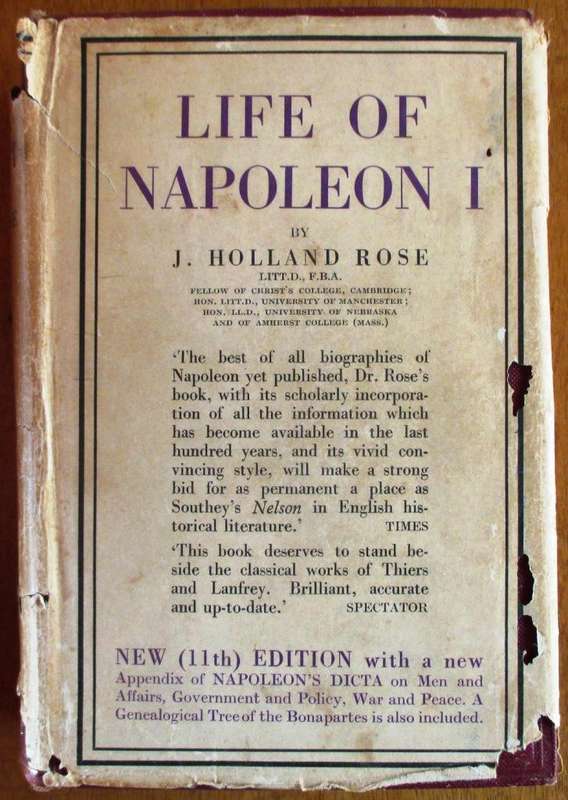 LIFE OF
NAPOLEON I
BY
J. HOLLAND ROSE
LITT.D., F.B.A.
FELLOW OF CHRIST'S COLLEGE, CAMBRIDGE;
HON. LITT.D., UNIVERSITY OF MANCHESTER;
HON. LL.D., UNIVERSITY OF NEBRASKA
AND OF AMHERST COLLEGE (MASS.)
‘The best of all biographies of
Napoleon yet published, Dr. Rose's
book, with its scholarly incorpora-
tion of all the information which
has become available in the last
hundred years, and its vivid con-
vincing style, will make a strong
bid for as permanent a place as
Southey's Nelson in English his-
torical literature.’ TIMES
‘This book deserves to stand be-
side the classical works of Thiers
and Lanfrey. Brilliant, accurate
and up-to-date.’ SPECTATOR
NEW (11th) EDITION with a new
Appendix of NAPOLEON'S DICTA on Men and
Affairs, Government and Policy, War and Peace. A
Genealogical Tree of the Bonapartes is also included.